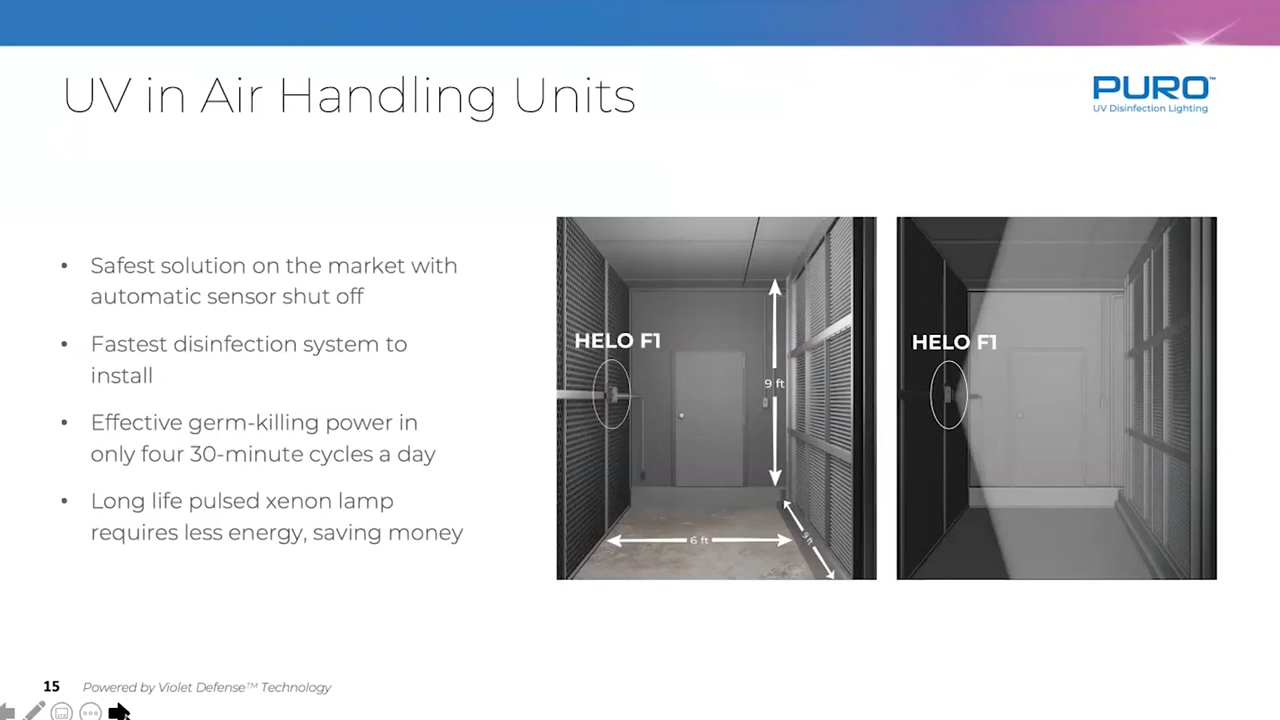 UV in Air Handling Units
PURO™
UV Disinfection Lighting
• Safest solution on the market with
automatic sensor shut off
• Fastest disinfection system to
install
• Effective germ-killing power in
only four 30-minute cycles a day
• Long life pulsed xenon lamp
requires less energy, saving money
HELO F1
9 ft
6 ft
9 ft
HELO F1
15
Powered by Violet Defense™ Technology